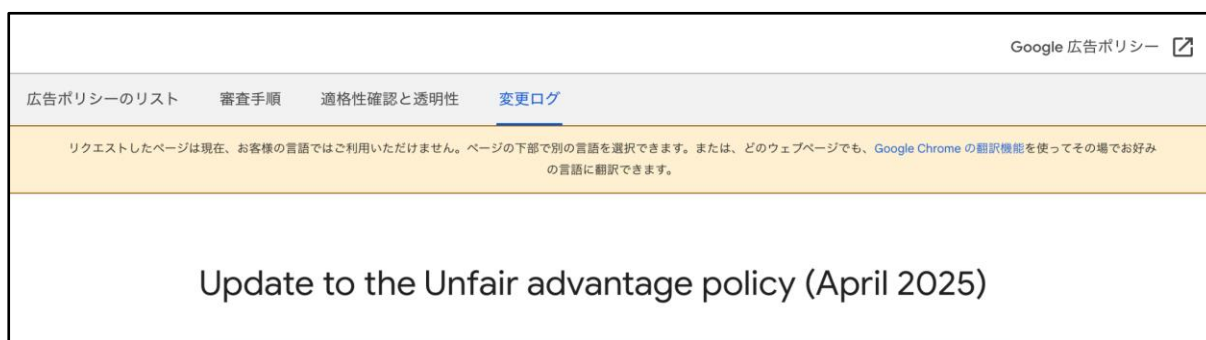 Google 広告ポリシー
広告ポリシーのリスト 審査手順 適格性確認と透明性 変更ログ
リクエストしたページは現在、お客様の言語ではご利用いただけません。ページの下部で別の言語を選択できます。または、どのウェブページでも、Google Chrome の翻訳機能を使ってその場でお好み
の言語に翻訳できます。
Update to the Unfair advantage policy (April 2025)